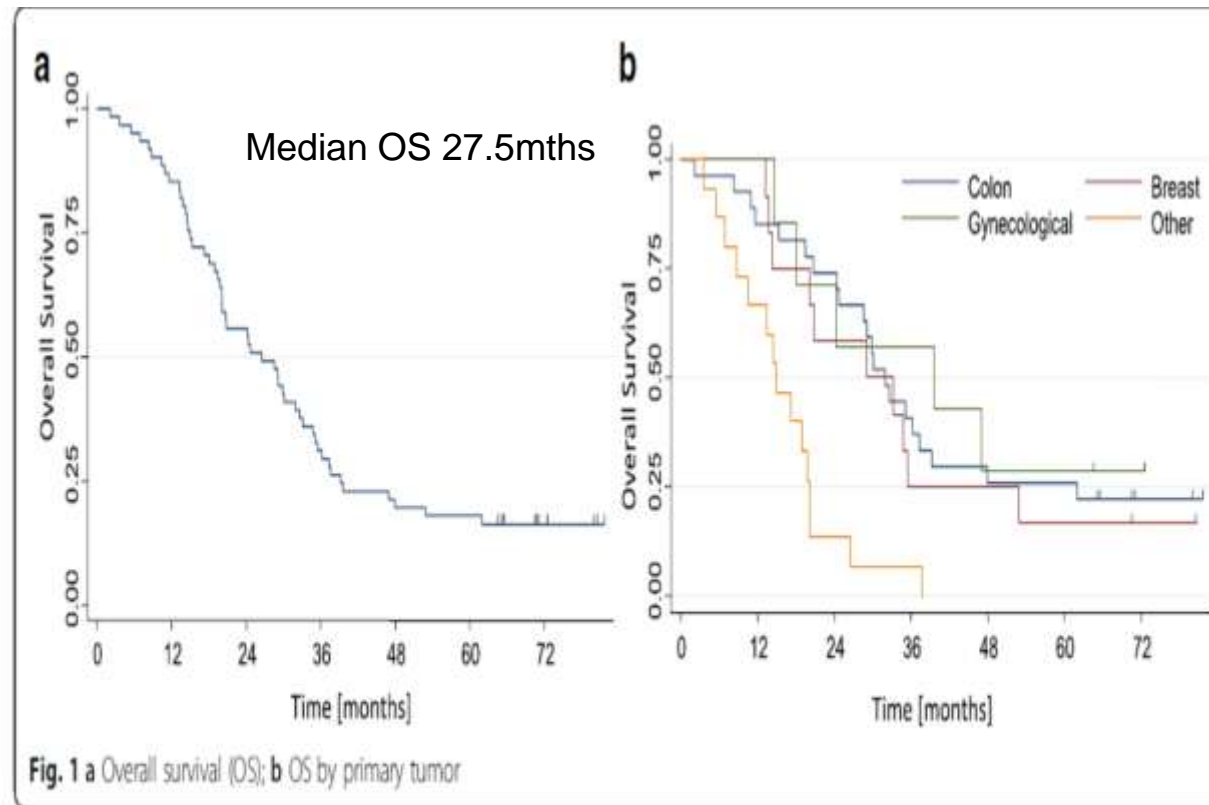 a
b
Median OS 27.5mths
1.00
0.75
0.50
0.25
0.00
Overall Survival
0 12 24 36 48 60 72
Time [months]
1.00
0.75
0.50
0.25
0.00
Overall Survival
Colon Breast
Gynecological Other
0 12 24 36 48 60 72
Time [months]
Fig. 1 a Overall survival (OS); b OS by primary tumor